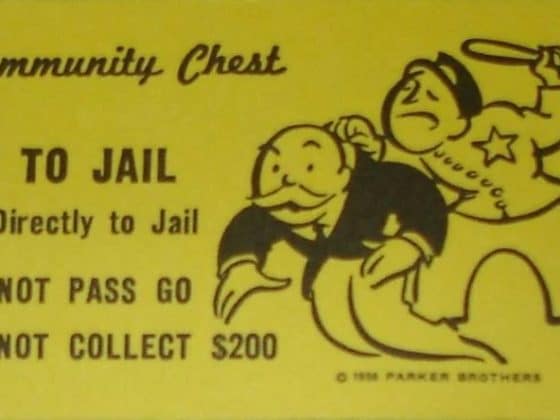 mmunity Chest
TO JAIL
Directly to Jail
NOT PASS GO
NOT COLLECT $200
© 1936 PARKER BROTHERS